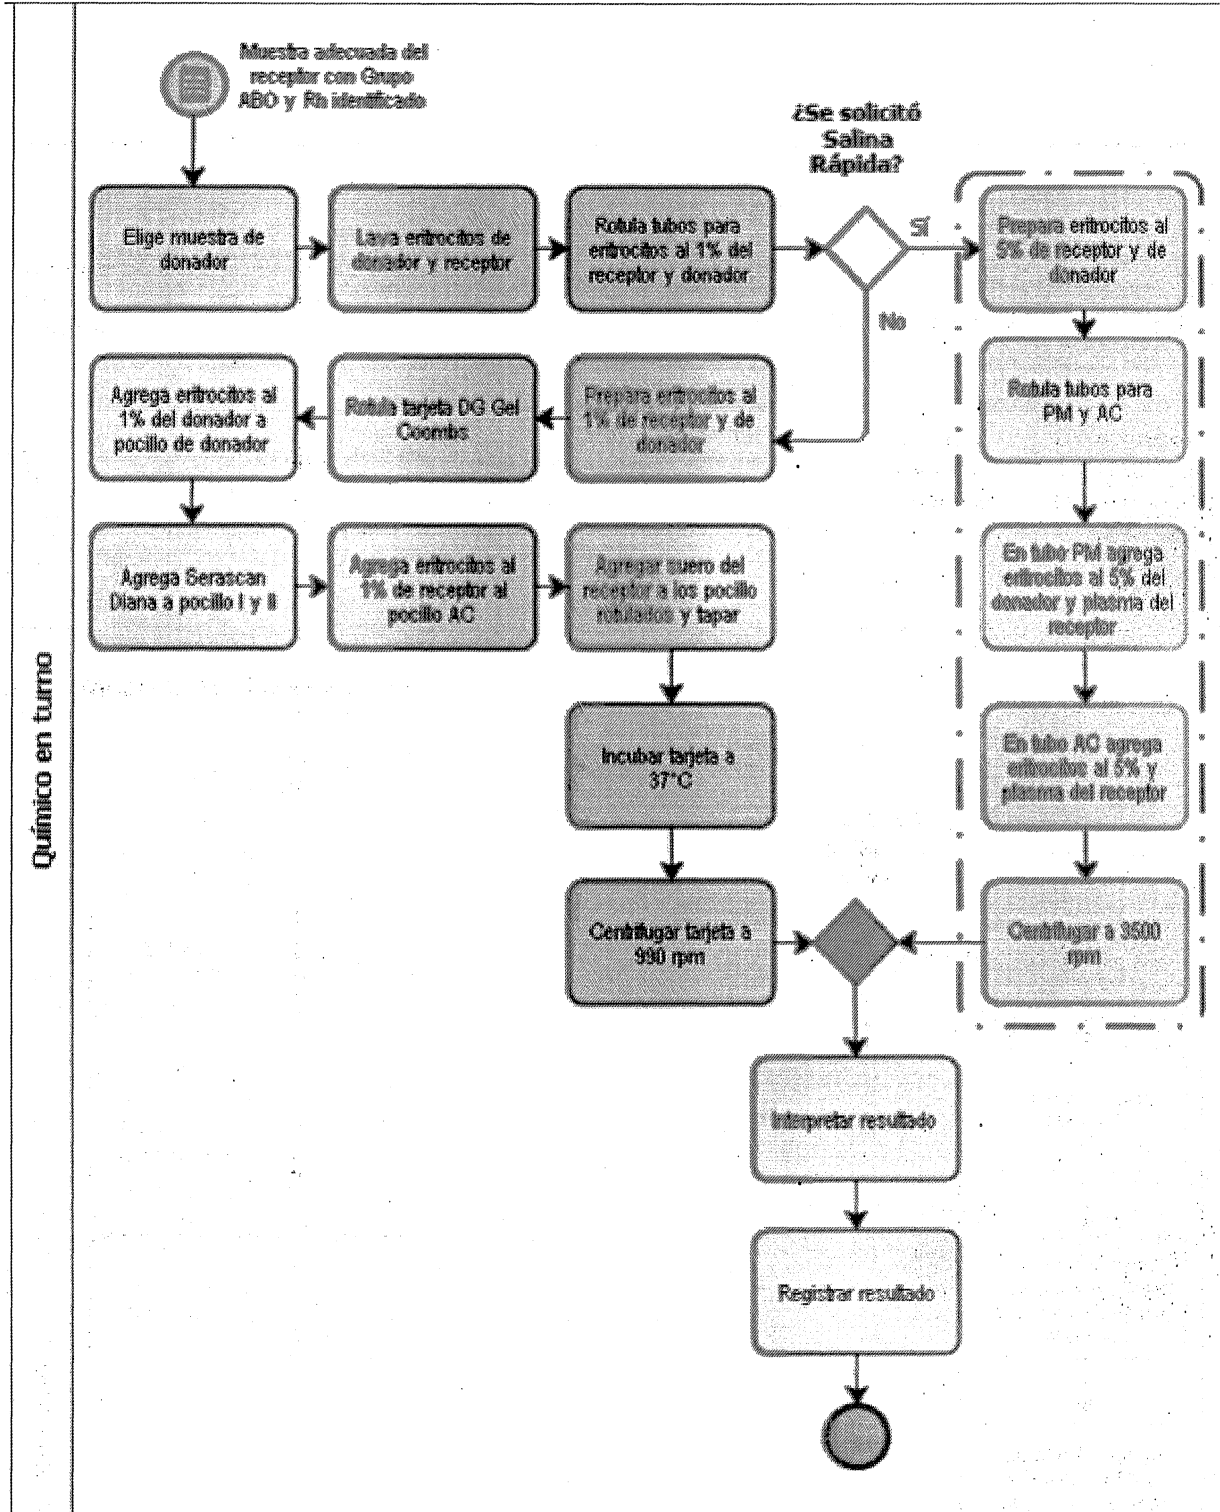 Muestra adecuada del
receptor con Grupo
ABO y Rh identificado
¿Se solicitó
Salina
Rápida?
Elige muestra de
donador
Lava eritrocitos de
donador y receptor
Rotula tubos para
eritrocitos al 1% del
receptor y donador
Sí
No
Prepara eritrocitos al
5% de receptor y de
donador
Agrega eritrocitos al
1% del donador a
pocillo de donador
Rotula tarjeta DG Gel
Coombs
Prepara eritrocitos al
1% de receptor y de
donador
Rotula tubos para
PM y AC
Agrega Serascan
Diana a pocillo I y II
Agrega eritrocitos al
1% de receptor al
pocillo AC
Agregar suero del
receptor a los pocillo
rotulados y tapar
En tubo PM agrega
eritrocitos al 5% del
donador y plasma del
receptor
Químico en turno
Incubar tarjeta a
37°C
En tubo AC agrega
eritrocitos al 5% y
plasma del receptor
Centrifugar tarjeta a
990 rpm
Centrifugar a 3500
rpm
Interpretar resultado
Registrar resultado